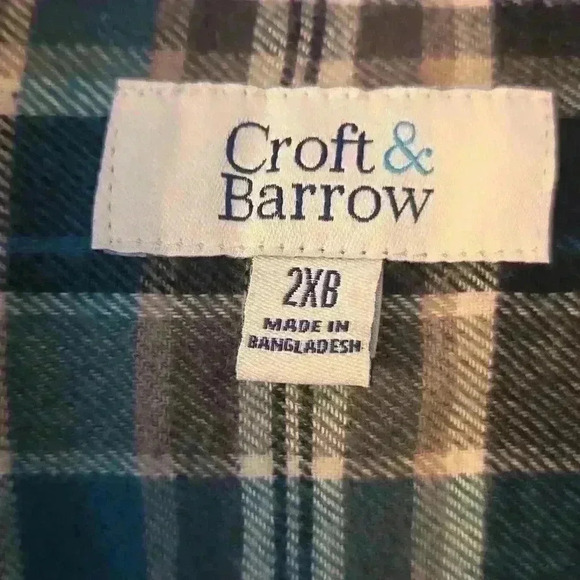 Croft &
Barrow
2XB
MADE IN
BANGLADESH